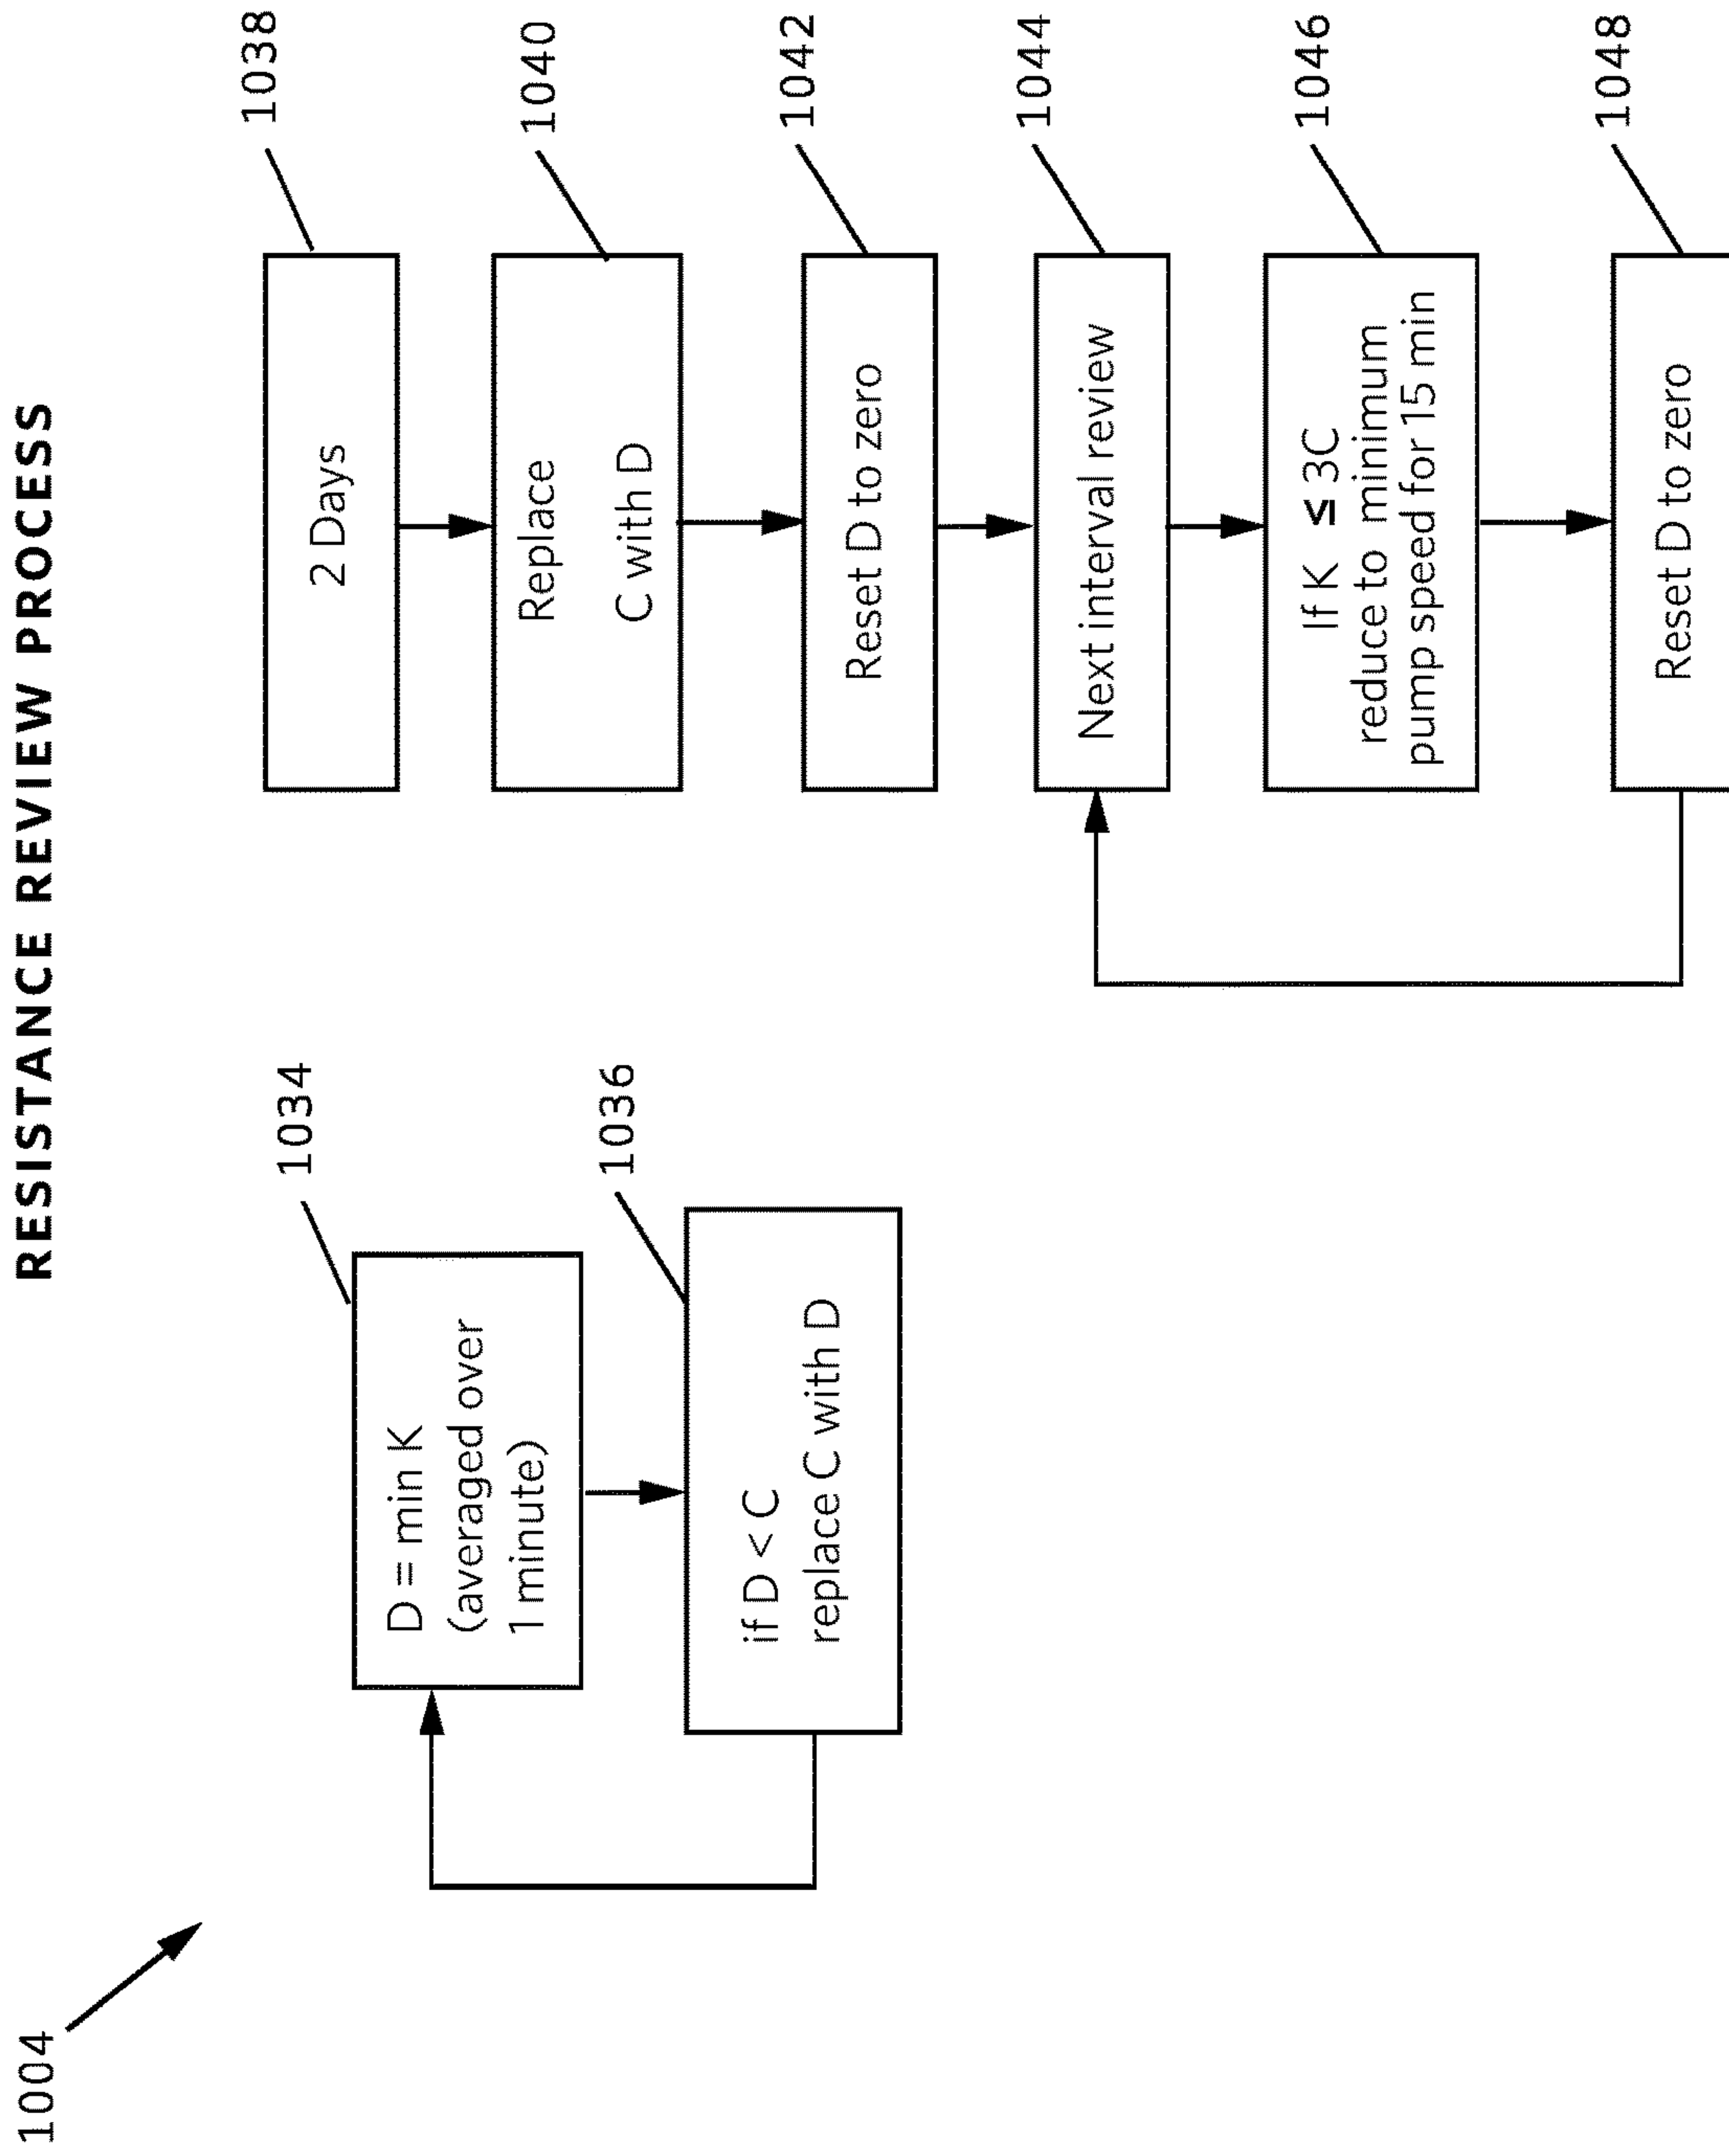 RESISTANCE REVIEW PROCESS
1004
1034
D = min K
(averaged over
1 minute)
1036
if D < C
replace C with D
1038
2 Days
1040
Replace
C with D
1042
Reset D to zero
1044
Next interval review
1046
If K ≤ 3C
reduce to minimum
pump speed for 15 min
1048
Reset D to zero